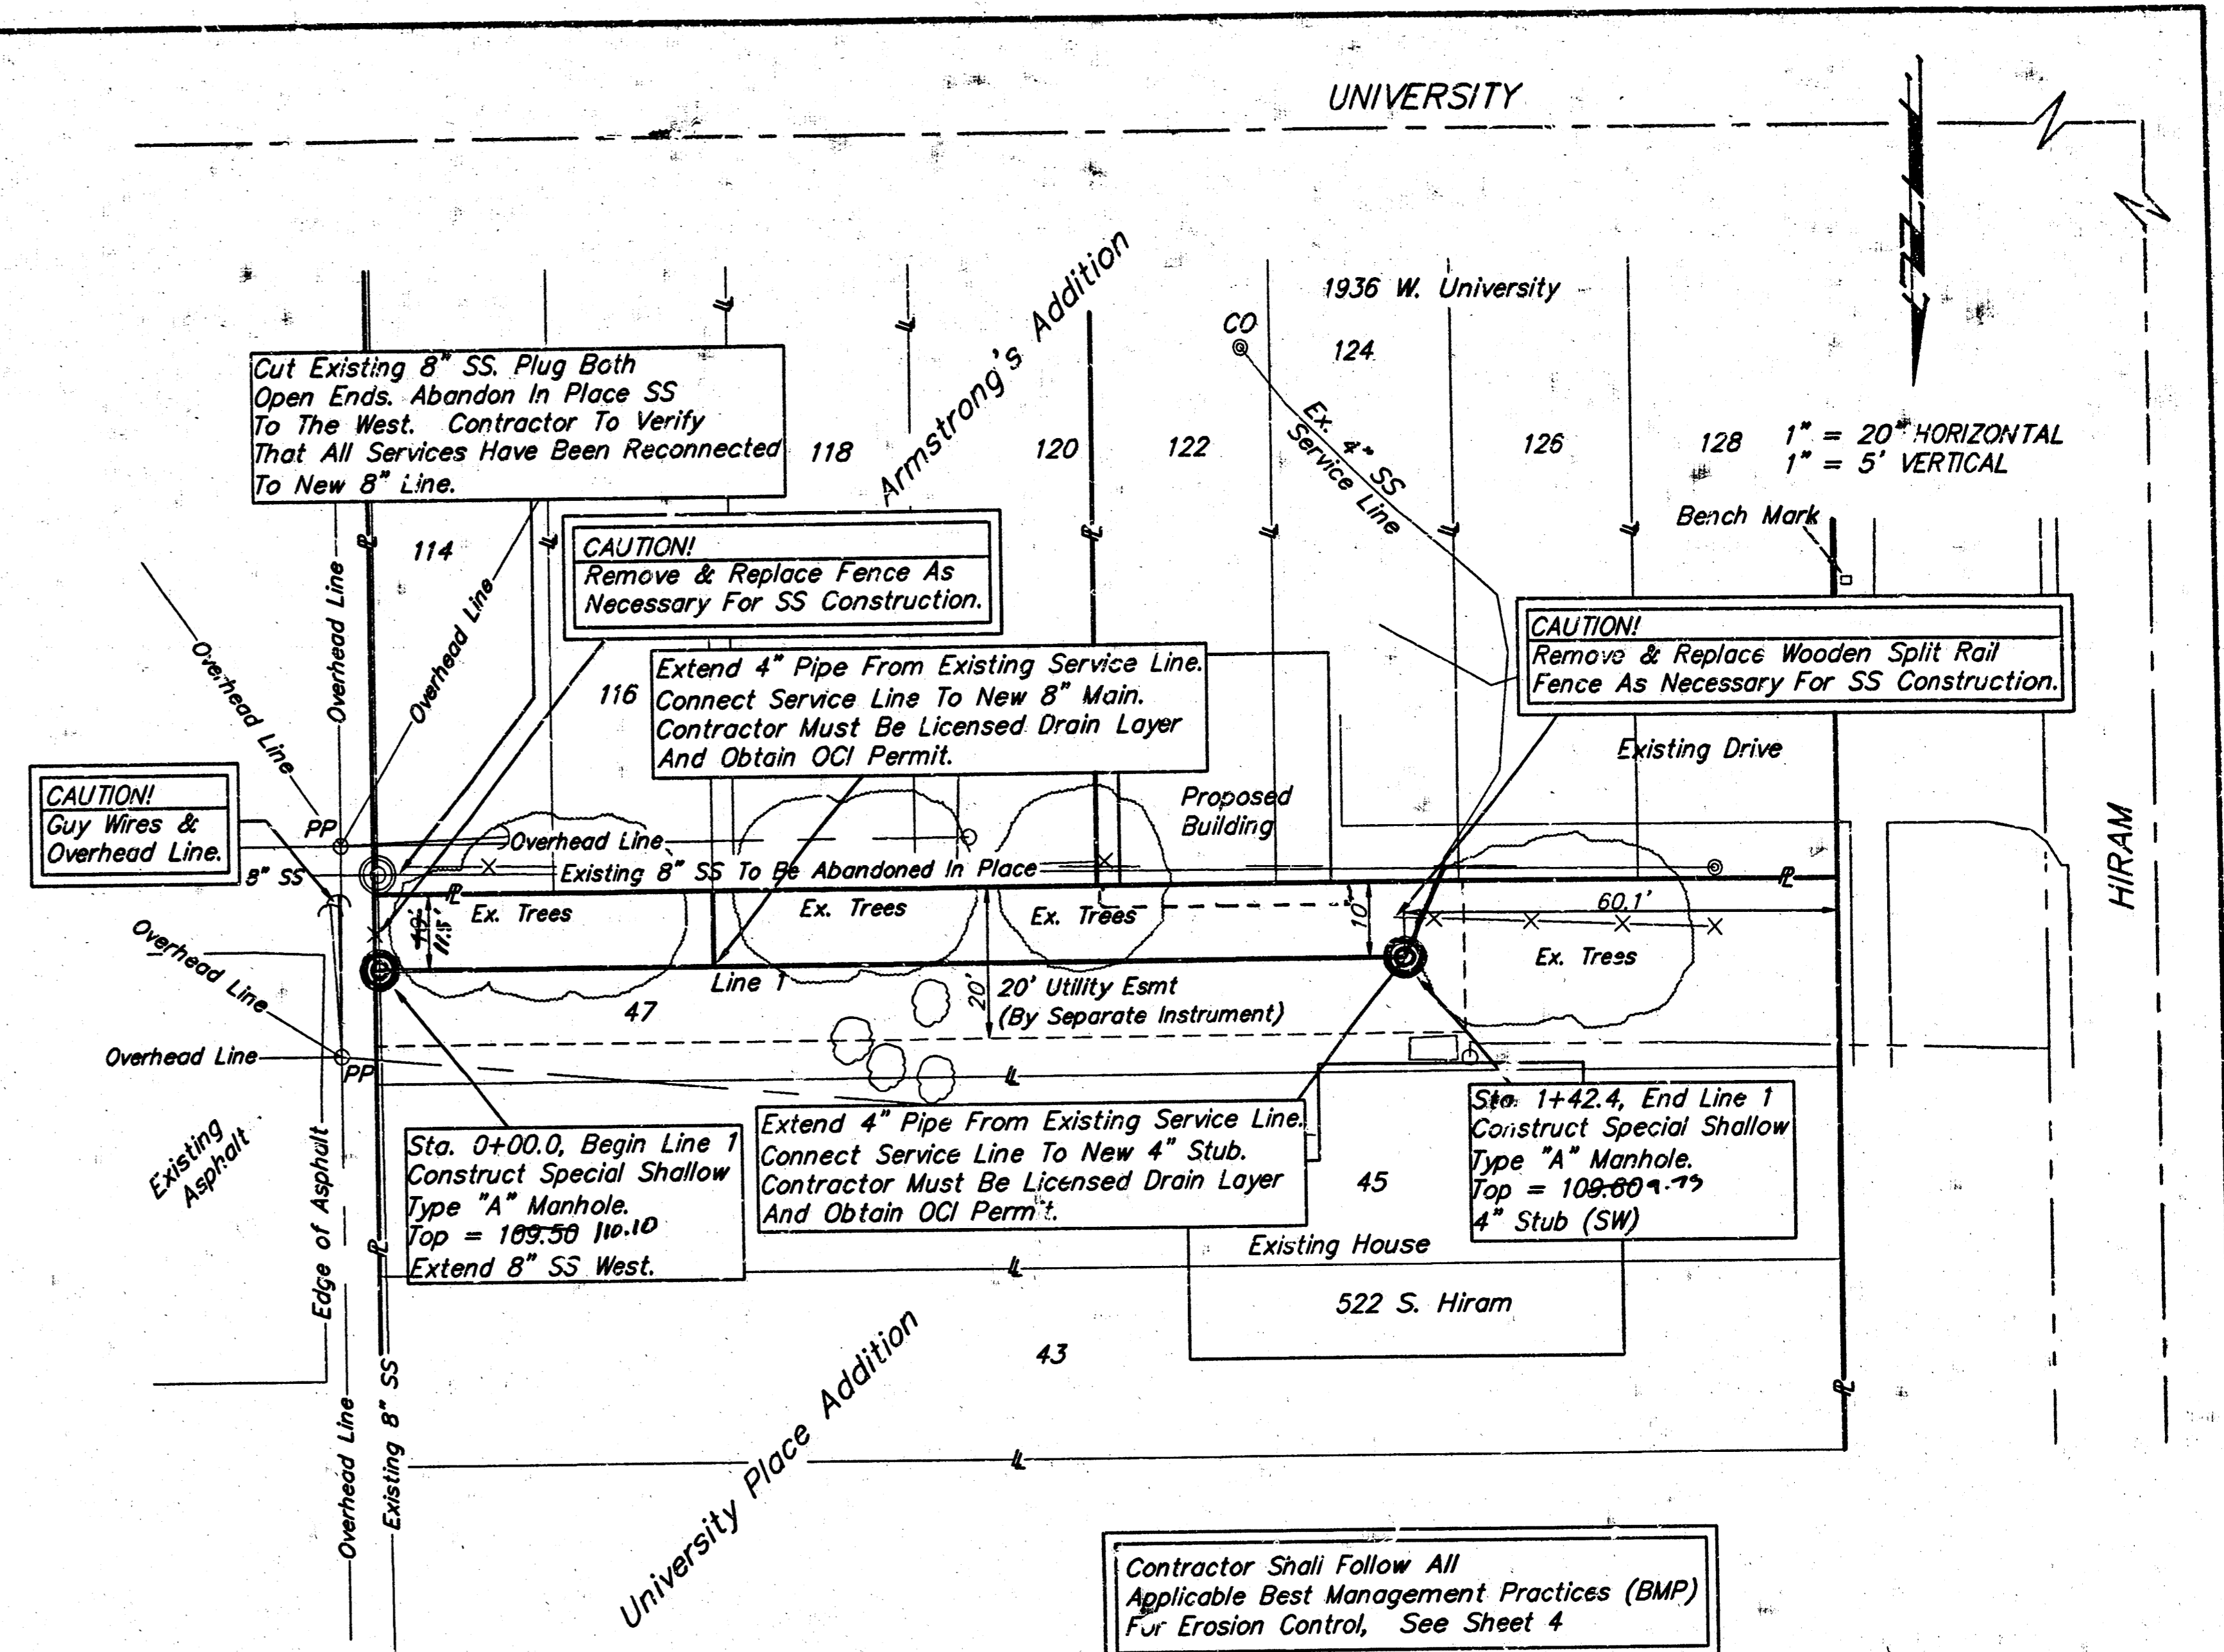 UNIVERSITY
1936 W. University
CO
124
Armstrong's Addition
Cut Existing 8" SS. Plug Both
Open Ends. Abandon In Place SS
To The West. Contractor To Verify
That All Services Have Been Reconnected
To New 8" Line.
118
120
122
Ex. 4" SS
Service Line
126
128
1" = 20" HORIZONTAL
1" = 5' VERTICAL
Bench Mark
114
CAUTION!
Remove & Replace Fence As
Necessary For SS Construction.
Overhead Line
Overhead Line
Overhead Line
CAUTION!
Remove & Replace Wooden Split Rail
Fence As Necessary For SS Construction.
116
Extend 4" Pipe From Existing Service Line.
Connect Service Line To New 8" Main.
Contractor Must Be Licensed Drain Layer
And Obtain OCI Permit.
Existing Drive
HIRAM
CAUTION!
Guy Wires &
Overhead Line.
PP
Overhead Line
Proposed
Building
8" SS
Existing 8" SS To Be Abandoned In Place
PL
PL
60.1'
Ex. Trees
Ex. Trees
Ex. Trees
Ex. Trees
10'
11.5'
10'
Overhead Line
Line 1
20'
20' Utility Esmt
(By Separate Instrument)
47
Overhead Line
PP
LL
Existing
Asphalt
Edge of Asphalt
Sta. 0+00.0, Begin Line 1
Construct Special Shallow
Type "A" Manhole.
Top = 109.50 110.10
Extend 8" SS West.
Extend 4" Pipe From Existing Service Line.
Connect Service Line To New 4" Stub.
Contractor Must Be Licensed Drain Layer
And Obtain OCI Permit.
Sta. 1+42.4, End Line 1
Construct Special Shallow
Type "A" Manhole.
Top = 109.60 9.73
4" Stub (SW)
45
Existing House
LL
522 S. Hiram
43
PL
PL
University Place Addition
Overhead Line
Existing 8" SS
LL
Contractor Shall Follow All
Applicable Best Management Practices (BMP)
For Erosion Control, See Sheet 4